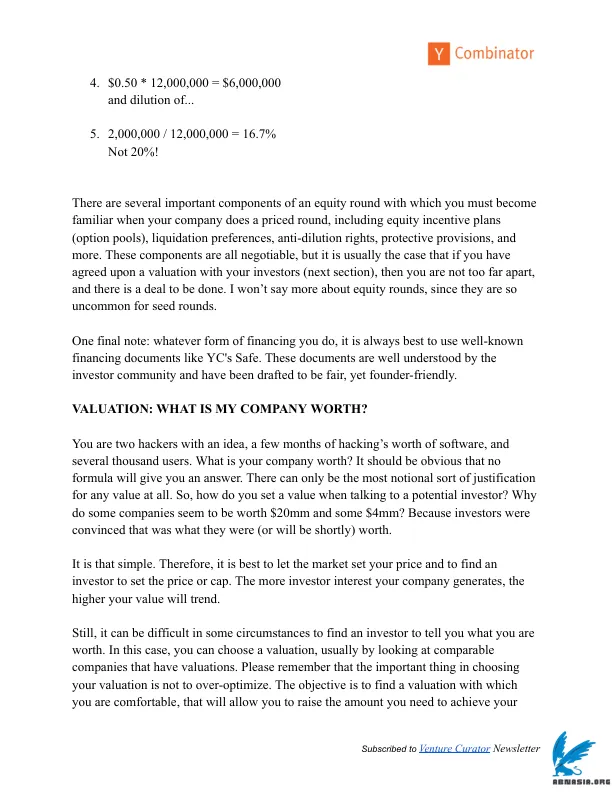 Y Combinator
4. $0.50 * 12,000,000 = $6,000,000
and dilution of...
5. 2,000,000 / 12,000,000 = 16.7%
Not 20%!
There are several important components of an equity round with which you must become
familiar when your company does a priced round, including equity incentive plans
(option pools), liquidation preferences, anti-dilution rights, protective provisions, and
more. These components are all negotiable, but it is usually the case that if you have
agreed upon a valuation with your investors (next section), then you are not too far apart,
and there is a deal to be done. I won’t say more about equity rounds, since they are so
uncommon for seed rounds.
One final note: whatever form of financing you do, it is always best to use well-known
financing documents like YC's Safe. These documents are well understood by the
investor community and have been drafted to be fair, yet founder-friendly.
VALUATION: WHAT IS MY COMPANY WORTH?
You are two hackers with an idea, a few months of hacking’s worth of software, and
several thousand users. What is your company worth? It should be obvious that no
formula will give you an answer. There can only be the most notional sort of justification
for any value at all. So, how do you set a value when talking to a potential investor? Why
do some companies seem to be worth $20mm and some $4mm? Because investors were
convinced that was what they were (or will be shortly) worth.
It is that simple. Therefore, it is best to let the market set your price and to find an
investor to set the price or cap. The more investor interest your company generates, the
higher your value will trend.
Still, it can be difficult in some circumstances to find an investor to tell you what you are
worth. In this case, you can choose a valuation, usually by looking at comparable
companies that have valuations. Please remember that the important thing in choosing
your valuation is not to over-optimize. The objective is to find a valuation with which
you are comfortable, that will allow you to raise the amount you need to achieve your
Subscribed to Venture Curator Newsletter
ABNASIA.ORG